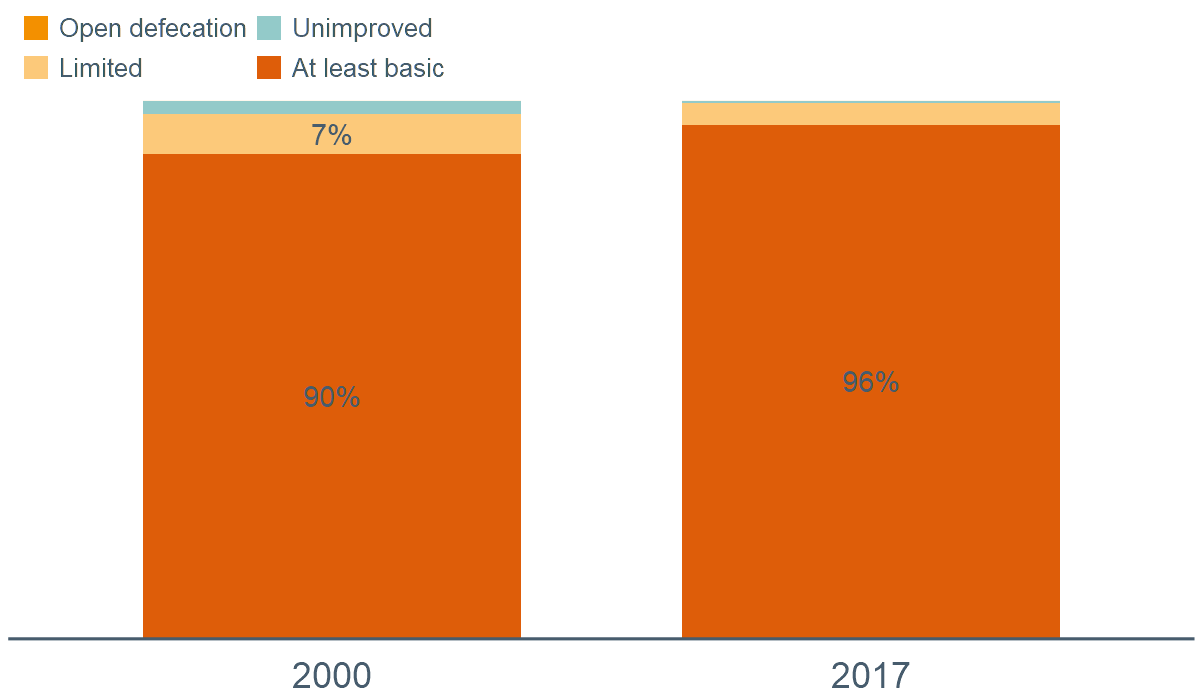 Open defecation Unimproved
Limited At least basic
7%
90%
96%
2000 2017